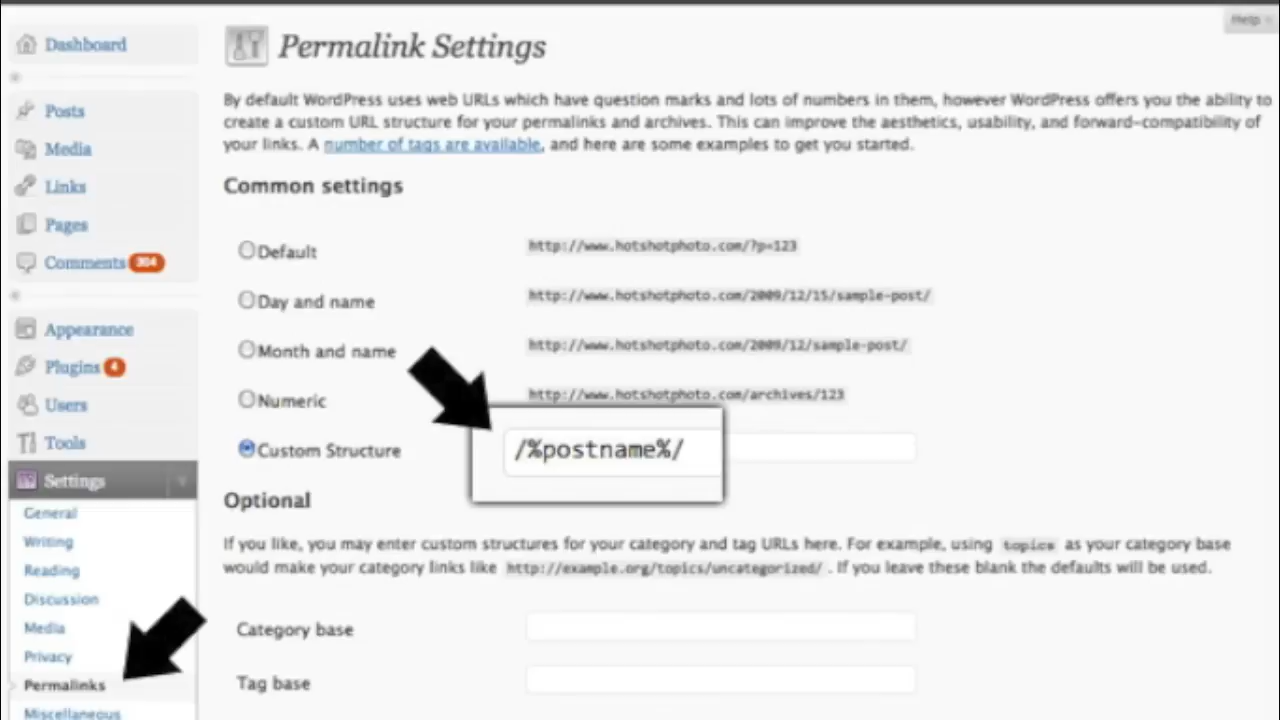 Help
Dashboard
Posts
Media
Links
Pages
Comments 304
Appearance
Plugins 4
Users
Tools
Settings
General
Writing
Reading
Discussion
Media
Privacy
Permalinks
Miscellaneous
Permalink Settings
By default WordPress uses web URLs which have question marks and lots of numbers in them, however WordPress offers you the ability to
create a custom URL structure for your permalinks and archives. This can improve the aesthetics, usability, and forward-compatibility of
your links. A number of tags are available, and here are some examples to get you started.
Common settings
Default http://www.hotshotphoto.com/?p=123
Day and name http://www.hotshotphoto.com/2009/12/15/sample-post/
Month and name http://www.hotshotphoto.com/2009/12/sample-post/
Numeric http://www.hotshotphoto.com/archives/123
Custom Structure /%postname%/
Optional
If you like, you may enter custom structures for your category and tag URLs here. For example, using topics as your category base
would make your category links like http://example.org/topics/uncategorized/ . If you leave these blank the defaults will be used.
Category base
Tag base